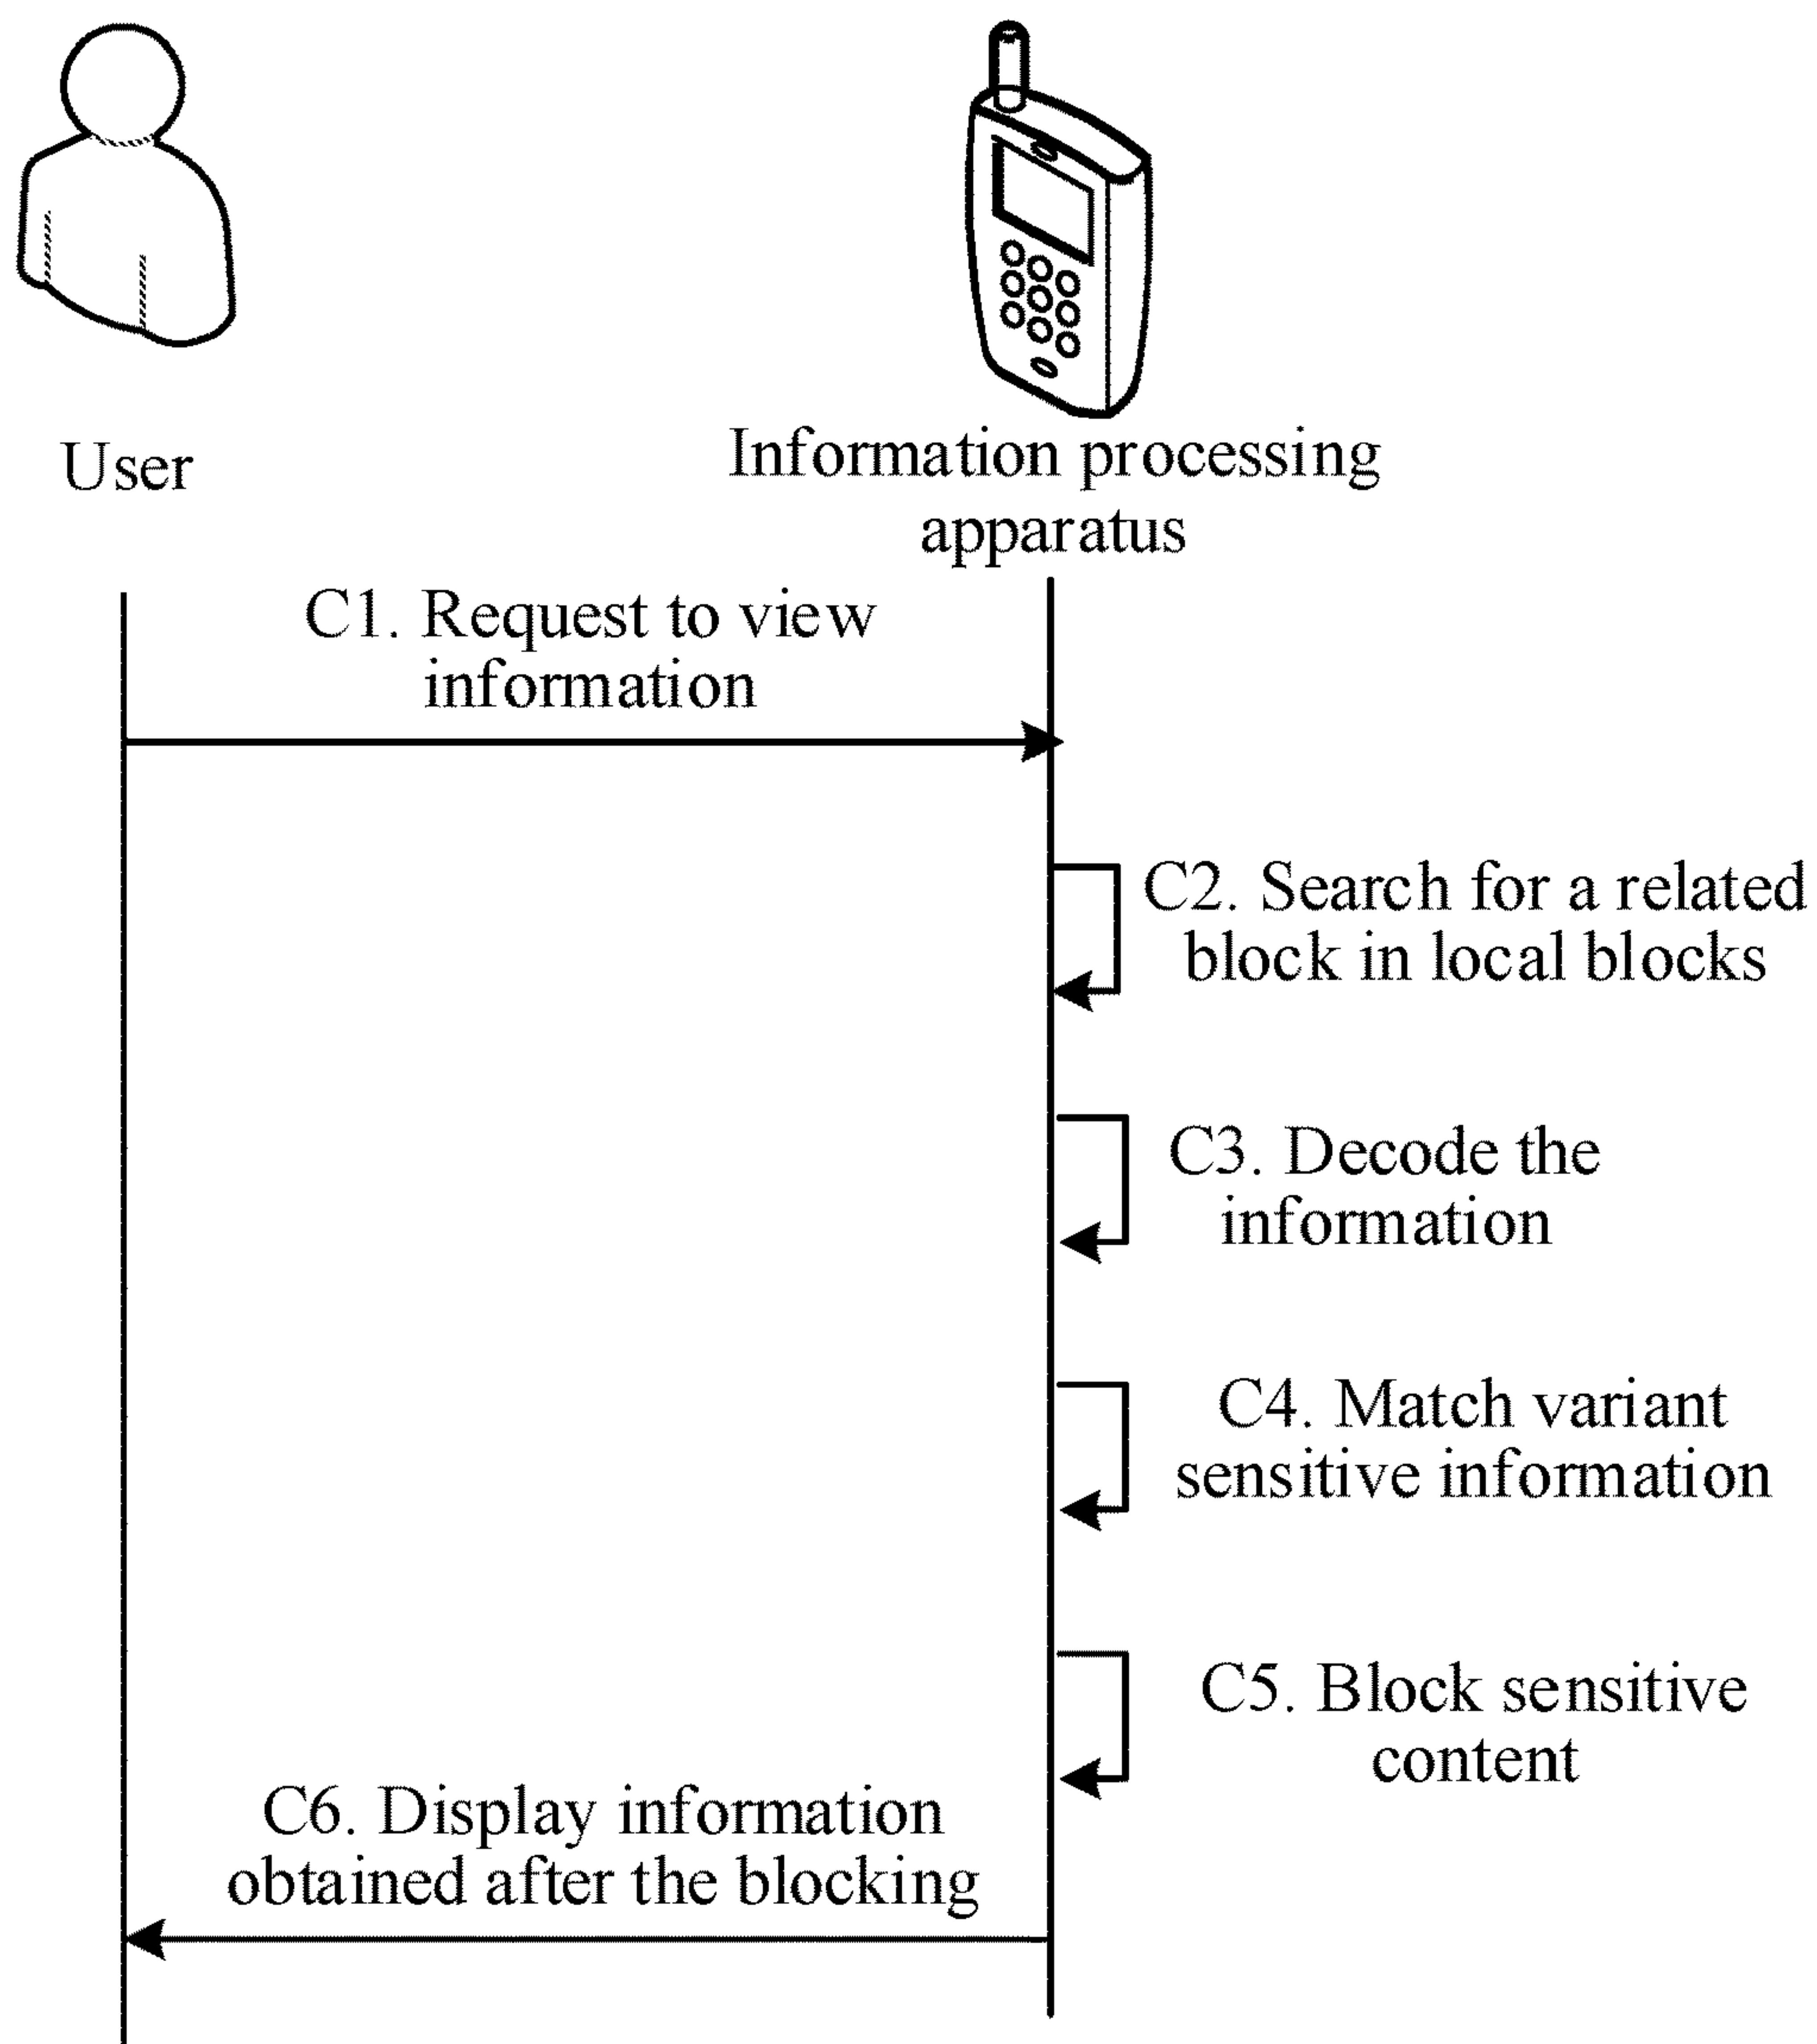 User
Information processing
apparatus
C1. Request to view
information
C2. Search for a related
block in local blocks
C3. Decode the
information
C4. Match variant
sensitive information
C5. Block sensitive
content
C6. Display information
obtained after the blocking